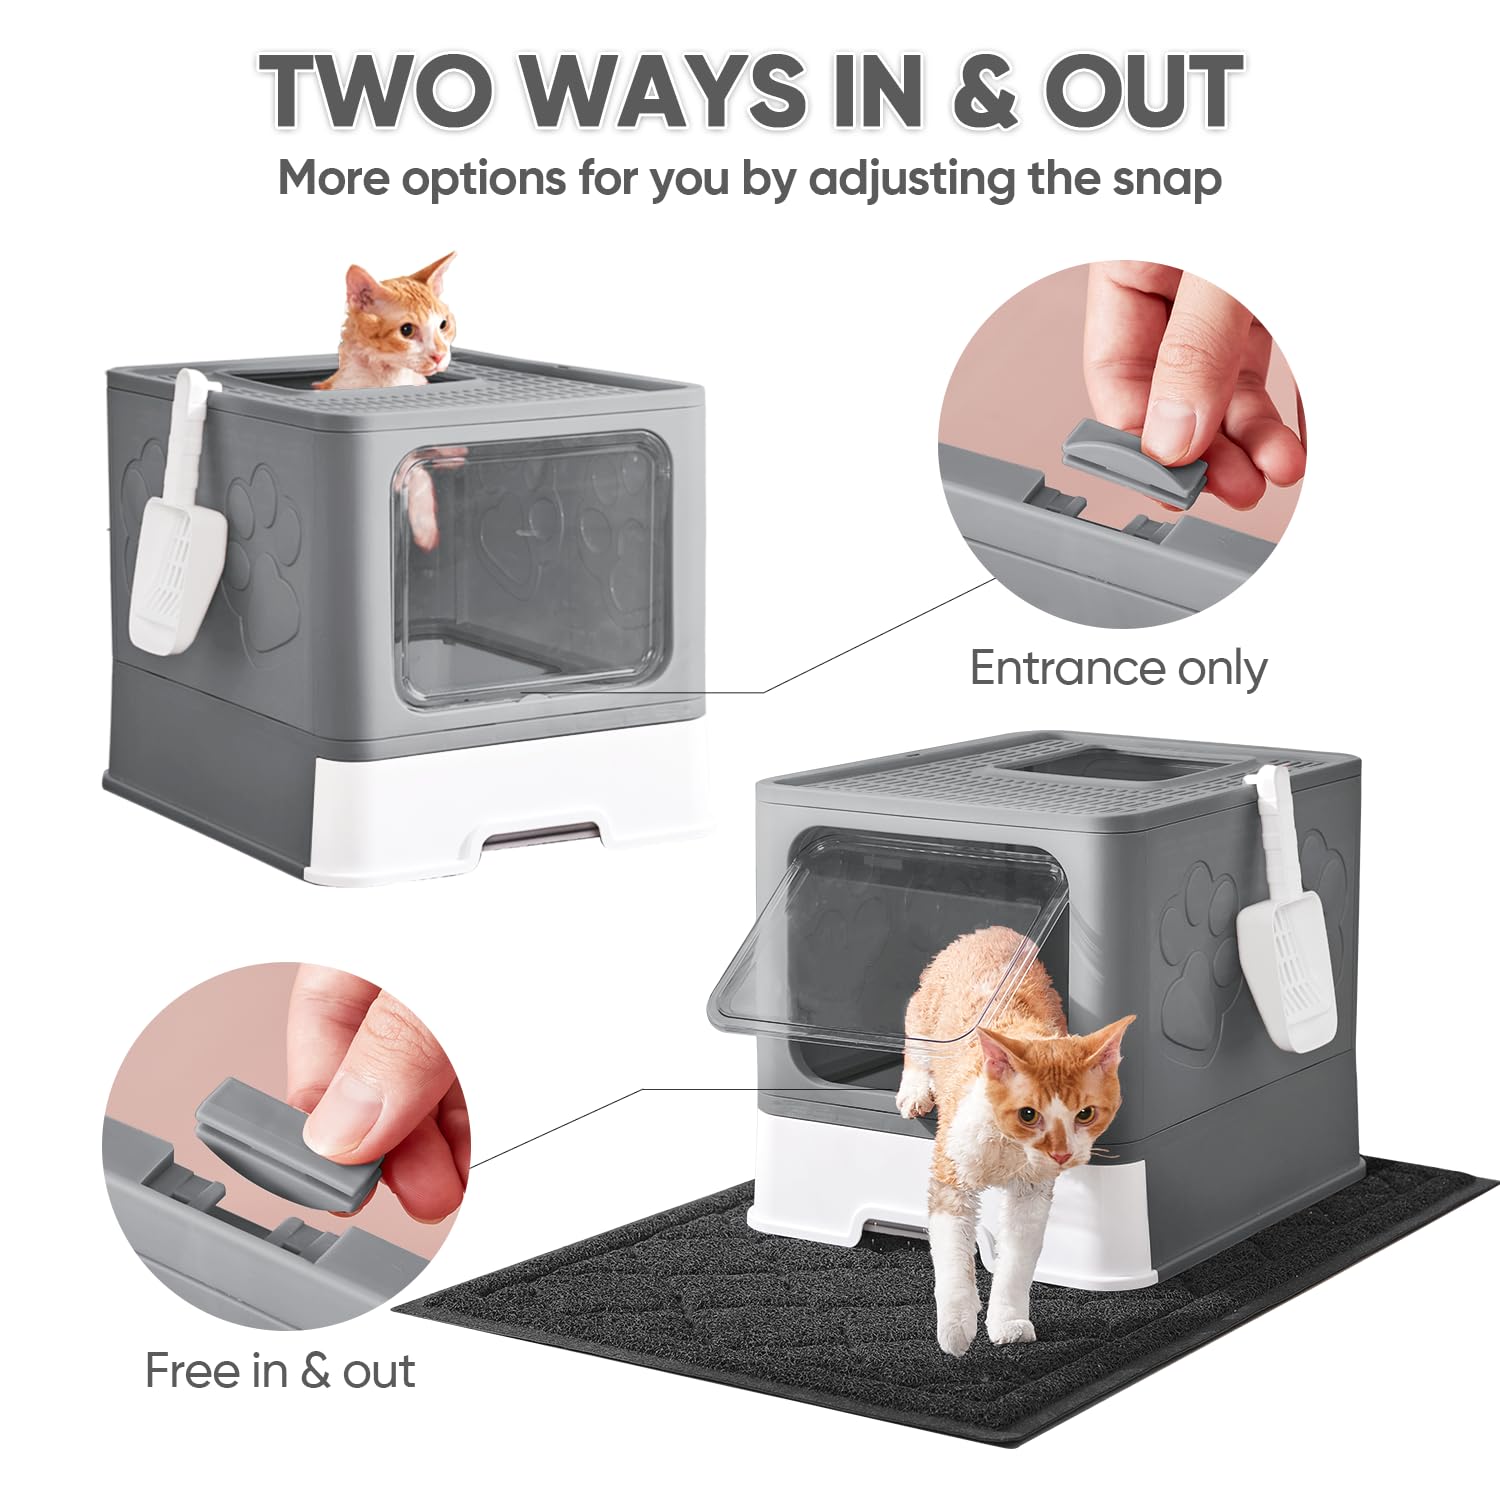 TWO WAYS IN & OUT
More options for you by adjusting the snap
Entrance only
Free in & out